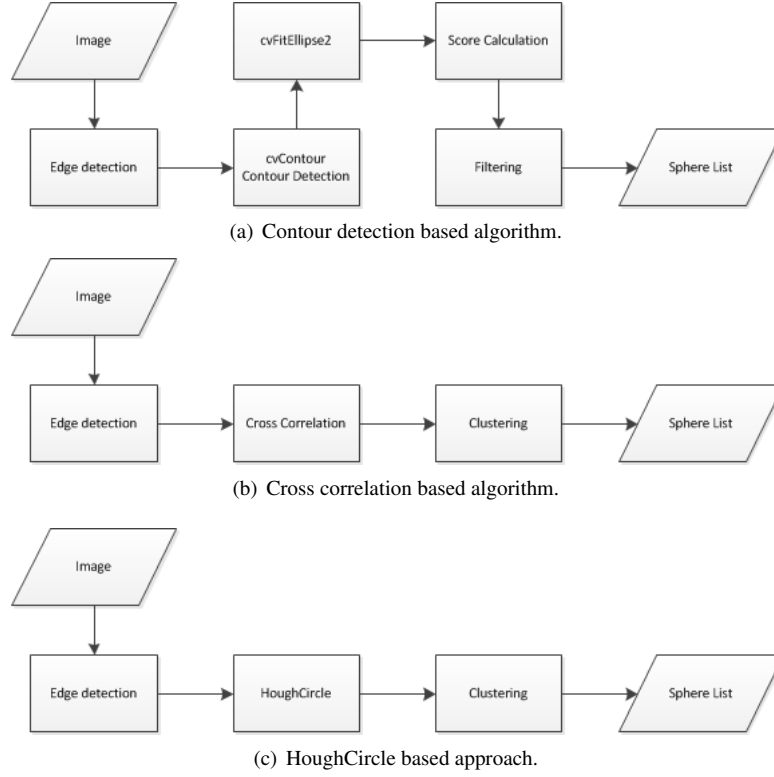 Image
cvFitEllipse2
Score Calculation
Edge detection
cvContour
Contour Detection
Filtering
Sphere List
(a) Contour detection based algorithm.
Image
Edge detection
Cross Correlation
Clustering
Sphere List
(b) Cross correlation based algorithm.
Image
Edge detection
HoughCircle
Clustering
Sphere List
(c) HoughCircle based approach.